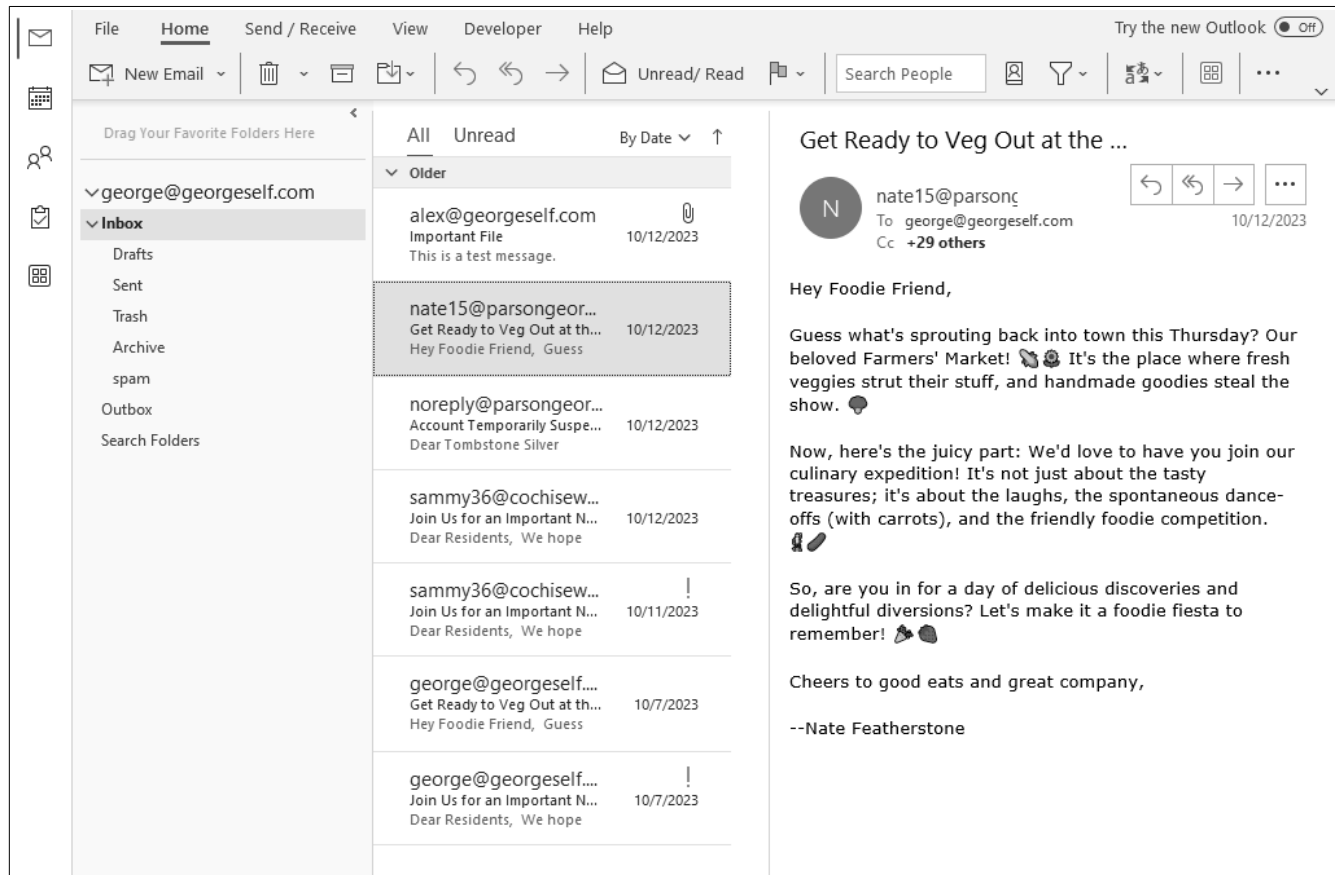 File Home Send / Receive View Developer Help Try the new Outlook Off
New Email Unread/ Read Search People
Drag Your Favorite Folders Here
george@georgeself.com
Inbox
Drafts
Sent
Trash
Archive
spam
Outbox
Search Folders
All Unread By Date
Older
alex@georgeself.com
Important File 10/12/2023
This is a test message.
nate15@parsongeor...
Get Ready to Veg Out at th... 10/12/2023
Hey Foodie Friend, Guess
noreply@parsongeor...
Account Temporarily Suspe... 10/12/2023
Dear Tombstone Silver
sammy36@cochisew...
Join Us for an Important N... 10/12/2023
Dear Residents, We hope
sammy36@cochisew...
Join Us for an Important N... 10/11/2023
Dear Residents, We hope
george@georgeself....
Get Ready to Veg Out at th... 10/7/2023
Hey Foodie Friend, Guess
george@georgeself....
Join Us for an Important N... 10/7/2023
Dear Residents, We hope
Get Ready to Veg Out at the ...
N
nate15@parsong
To george@georgeself.com 10/12/2023
Cc +29 others
Hey Foodie Friend,
Guess what's sprouting back into town this Thursday? Our
beloved Farmers' Market! It's the place where fresh
veggies strut their stuff, and handmade goodies steal the
show.
Now, here's the juicy part: We'd love to have you join our
culinary expedition! It's not just about the tasty
treasures; it's about the laughs, the spontaneous dance-
offs (with carrots), and the friendly foodie competition.
So, are you in for a day of delicious discoveries and
delightful diversions? Let's make it a foodie fiesta to
remember!
Cheers to good eats and great company,
--Nate Featherstone